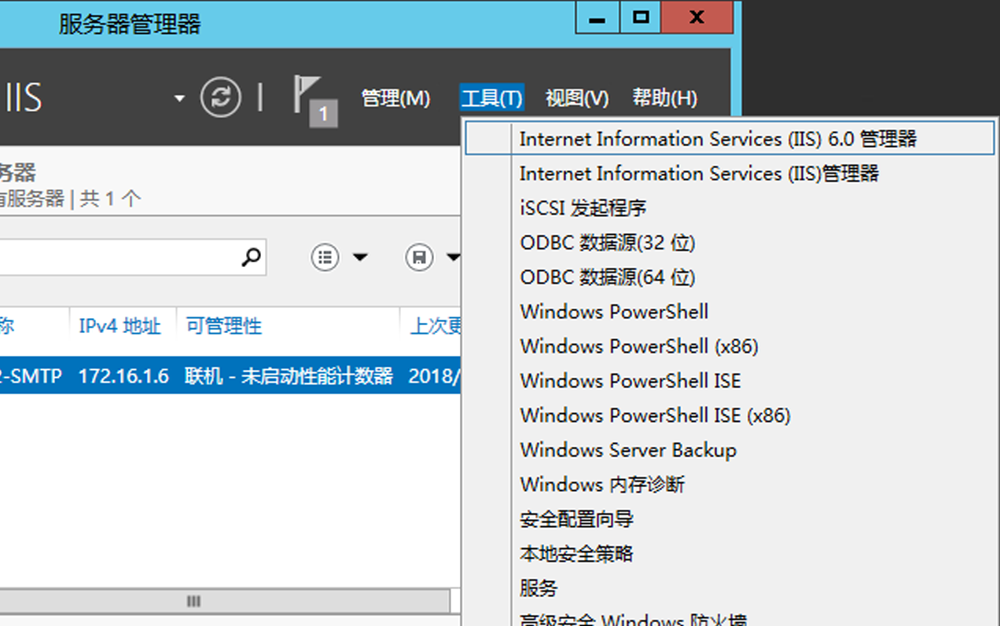 服务器管理器
IIS
1
管理(M) 工具(T) 视图(V) 帮助(H)
Internet Information Services (IIS) 6.0 管理器
Internet Information Services (IIS)管理器
iSCSI 发起程序
ODBC 数据源(32 位)
ODBC 数据源(64 位)
Windows PowerShell
Windows PowerShell (x86)
Windows PowerShell ISE
Windows PowerShell ISE (x86)
Windows Server Backup
Windows 内存诊断
安全配置向导
本地安全策略
服务
高级安全 Windows 防火墙
务器
有服务器 | 共 1 个
称 IPv4 地址 可管理性 上次更
2-SMTP 172.16.1.6 联机 - 未启动性能计数器 2018/